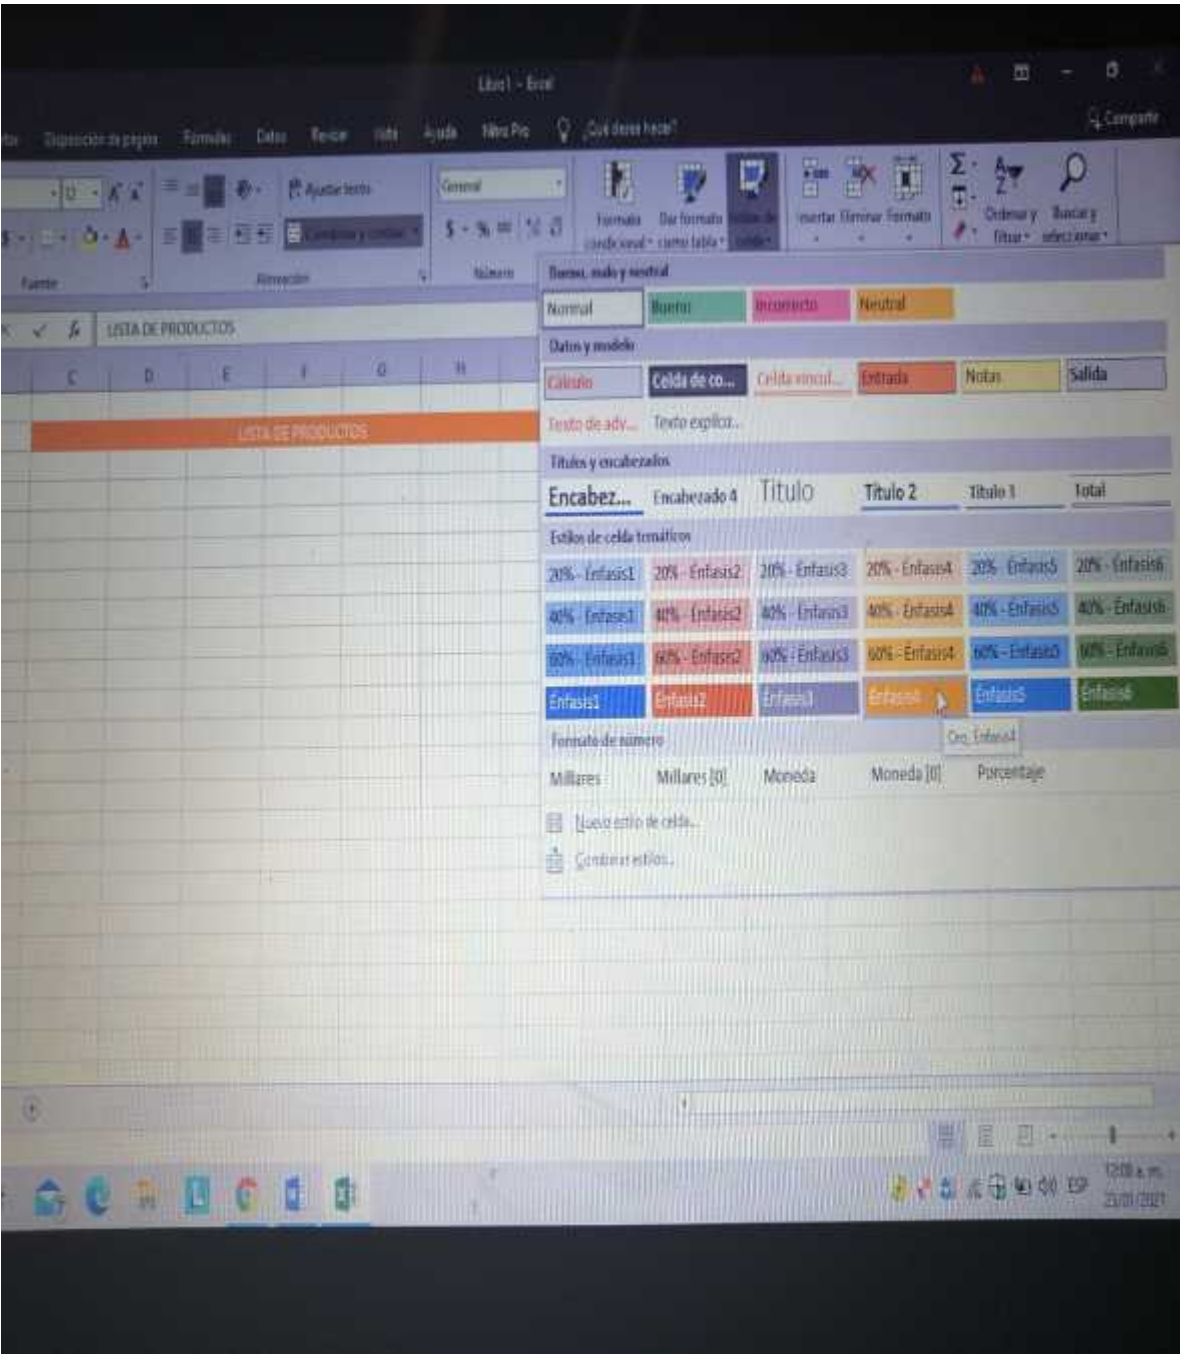 Libro1 - Excel
Disposición de página Fórmulas Datos Revisar Vista Ayuda Nitro Pro ¿Qué desea hacer?
Compartir
Ajustar texto
General
Formato condicional
Dar formato como tabla
Insertar Eliminar Formato
Ordenar y filtrar
Buscar y seleccionar
Fuente
Alineación
Número
LISTA DE PRODUCTOS
C D E F G H
LISTA DE PRODUCTOS
Bueno, malo y neutral
Normal Bueno Incorrecto Neutral
Datos y modelo
Cálculo Celda de co... Celda vincul... Entrada Notas Salida
Texto de adv... Texto explica...
Títulos y encabezados
Encabez... Encabezado 4 Título Título 2 Título 3 Total
Estilos de celda temáticos
20% - Énfasis1 20% - Énfasis2 20% - Énfasis3 20% - Énfasis4 20% - Énfasis5 20% - Énfasis6
40% - Énfasis1 40% - Énfasis2 40% - Énfasis3 40% - Énfasis4 40% - Énfasis5 40% - Énfasis6
60% - Énfasis1 60% - Énfasis2 60% - Énfasis3 60% - Énfasis4 60% - Énfasis5 60% - Énfasis6
Énfasis1 Énfasis2 Énfasis3 Énfasis4 Énfasis5 Énfasis6
Oro, Énfasis4
Formato de número
Millares Millares [0] Moneda Moneda [0] Porcentaje
Nuevo estilo de celda...
Combinar estilos...
ESP